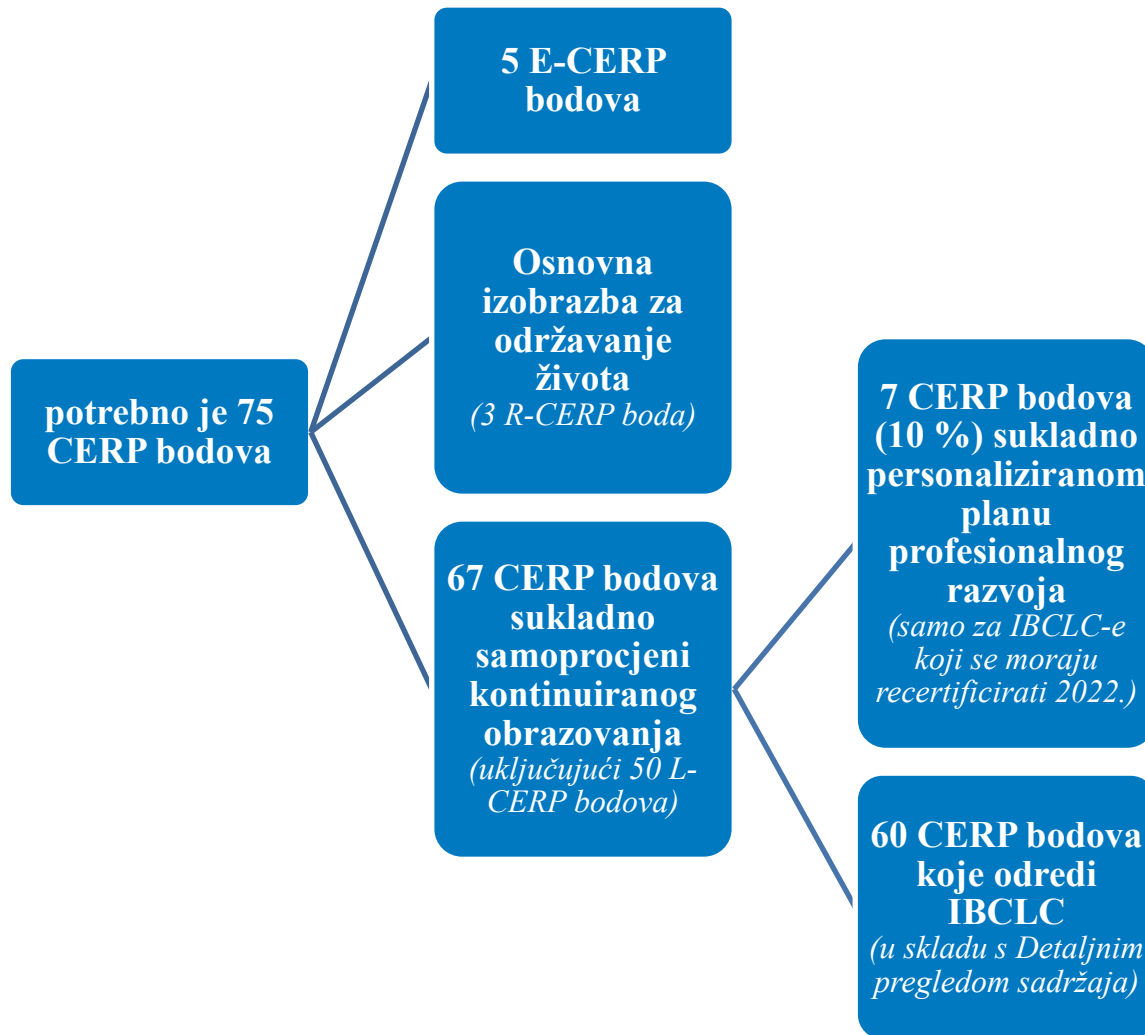 5 E-CERP
bodova
Osnovna
izobrazba za
održavanje
života
(3 R-CERP boda)
potrebno je 75
CERP bodova
67 CERP bodova
sukladno
samoprocjeni
kontinuiranog
obrazovanja
(uključujući 50 L-
CERP bodova)
7 CERP bodova
(10 %) sukladno
personaliziranom
planu
profesionalnog
razvoja
(samo za IBCLC-e
koji se moraju
recertificirati 2022.)
60 CERP bodova
koje odredi
IBCLC
(u skladu s Detaljnim
pregledom sadržaja)